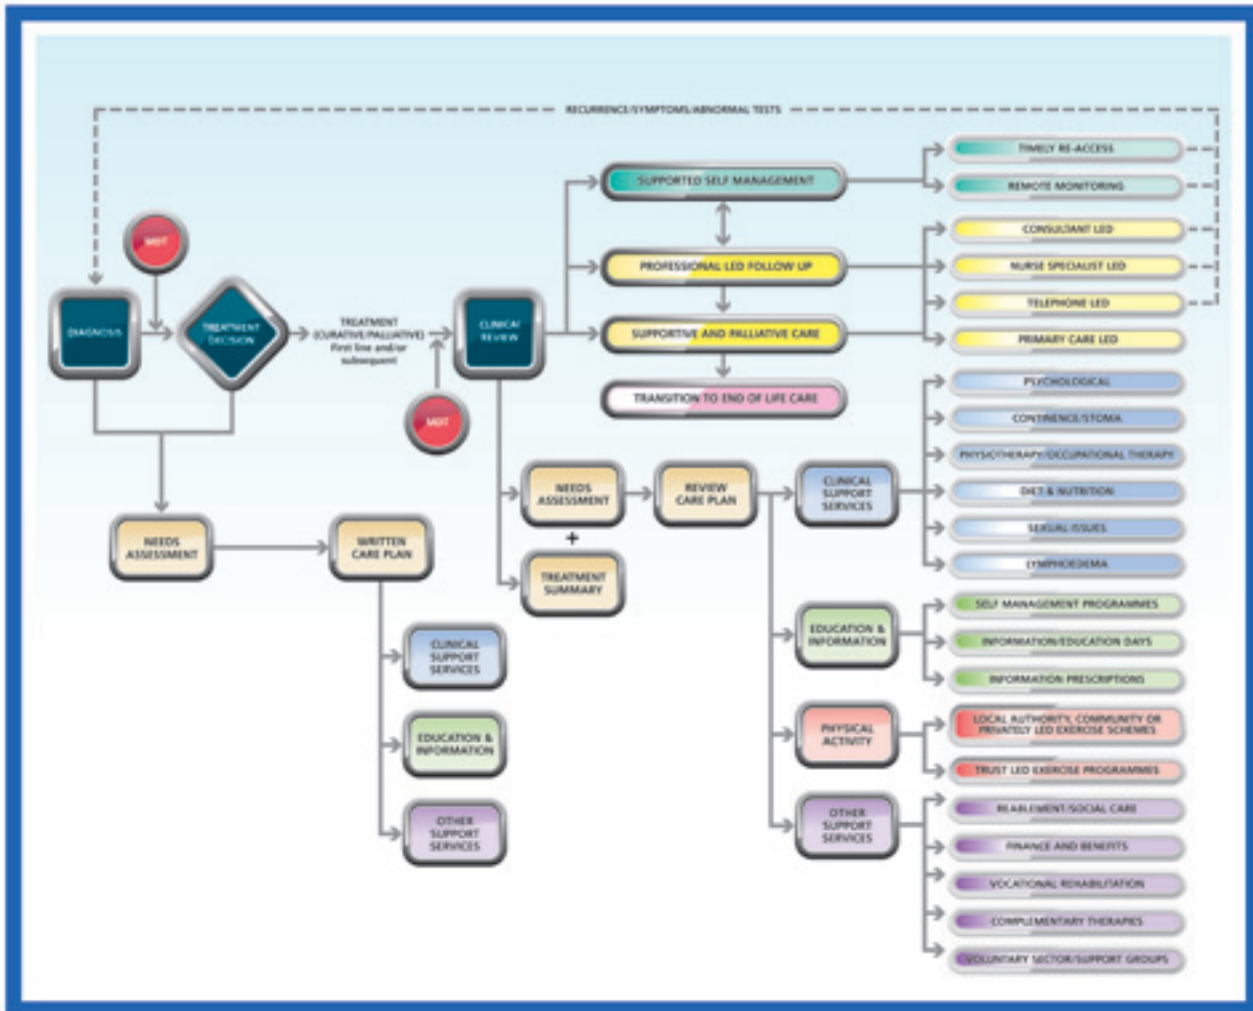 RECURRENCE/SYMPTOMS/ABNORMAL TESTS
MDT
DIAGNOSIS
TREATMENT
DECISION
TREATMENT
(CURATIVE/PALLIATIVE)
First line and/or
subsequent
MDT
CLINICAL
REVIEW
SUPPORTED SELF MANAGEMENT
PROFESSIONAL LED FOLLOW UP
SUPPORTIVE AND PALLIATIVE CARE
TRANSITION TO END OF LIFE CARE
TIMELY RE-ACCESS
REMOTE MONITORING
CONSULTANT LED
NURSE SPECIALIST LED
TELEPHONE LED
PRIMARY CARE LED
NEEDS
ASSESSMENT
WRITTEN
CARE PLAN
CLINICAL
SUPPORT
SERVICES
EDUCATION &
INFORMATION
OTHER
SUPPORT
SERVICES
NEEDS
ASSESSMENT
+
TREATMENT
SUMMARY
REVIEW
CARE PLAN
CLINICAL
SUPPORT
SERVICES
PSYCHOLOGICAL
CONTINENCE/STOMA
PHYSIOTHERAPY/OCCUPATIONAL THERAPY
DIET & NUTRITION
SEXUAL ISSUES
LYMPHOEDEMA
EDUCATION &
INFORMATION
SELF MANAGEMENT PROGRAMMES
INFORMATION/EDUCATION DAYS
INFORMATION PRESCRIPTIONS
PHYSICAL
ACTIVITY
LOCAL AUTHORITY, COMMUNITY OR
PRIVATELY LED EXERCISE SCHEMES
TRUST LED EXERCISE PROGRAMMES
OTHER
SUPPORT
SERVICES
REABLEMENT/SOCIAL CARE
FINANCE AND BENEFITS
VOCATIONAL REHABILITATION
COMPLEMENTARY THERAPIES
VOLUNTARY SECTOR/SUPPORT GROUPS